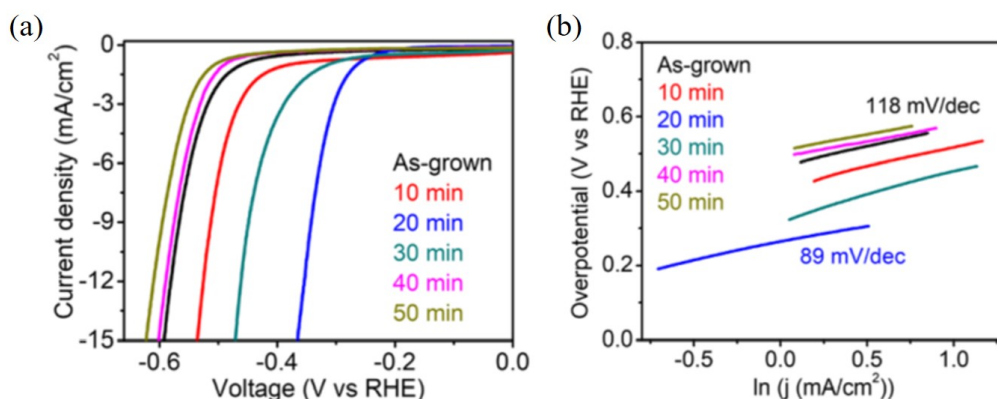 (a)
Current density (mA/cm²)
0
-3
-6
-9
-12
-15
As-grown
10 min
20 min
30 min
40 min
50 min
-0.6
-0.4
-0.2
0.0
Voltage (V vs RHE)
(b)
Overpotential (V vs RHE)
0.8
0.6
0.4
0.2
0.0
As-grown
10 min
20 min
30 min
40 min
50 min
118 mV/dec
89 mV/dec
-0.5
0.0
0.5
1.0
ln (j (mA/cm²))